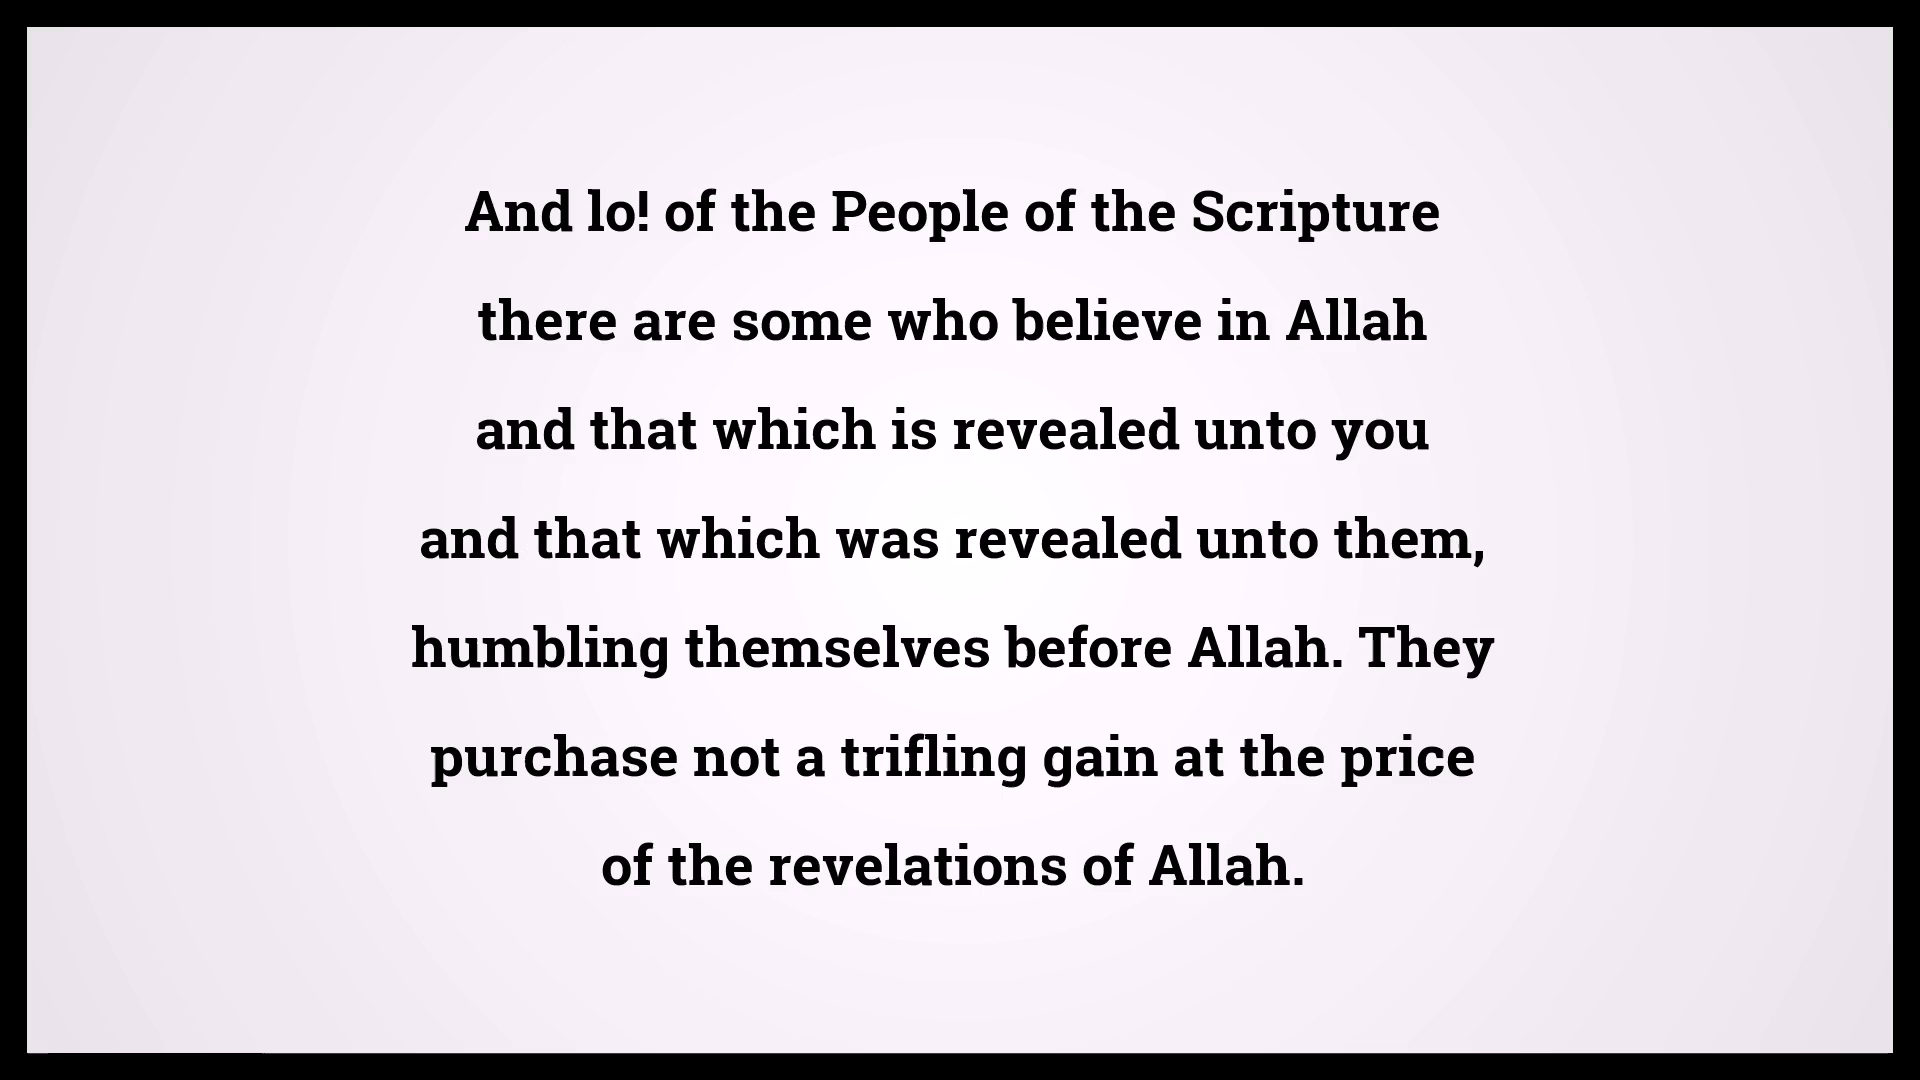 And lo! of the People of the Scripture
there are some who believe in Allah
and that which is revealed unto you
and that which was revealed unto them,
humbling themselves before Allah. They
purchase not a trifling gain at the price
of the revelations of Allah.